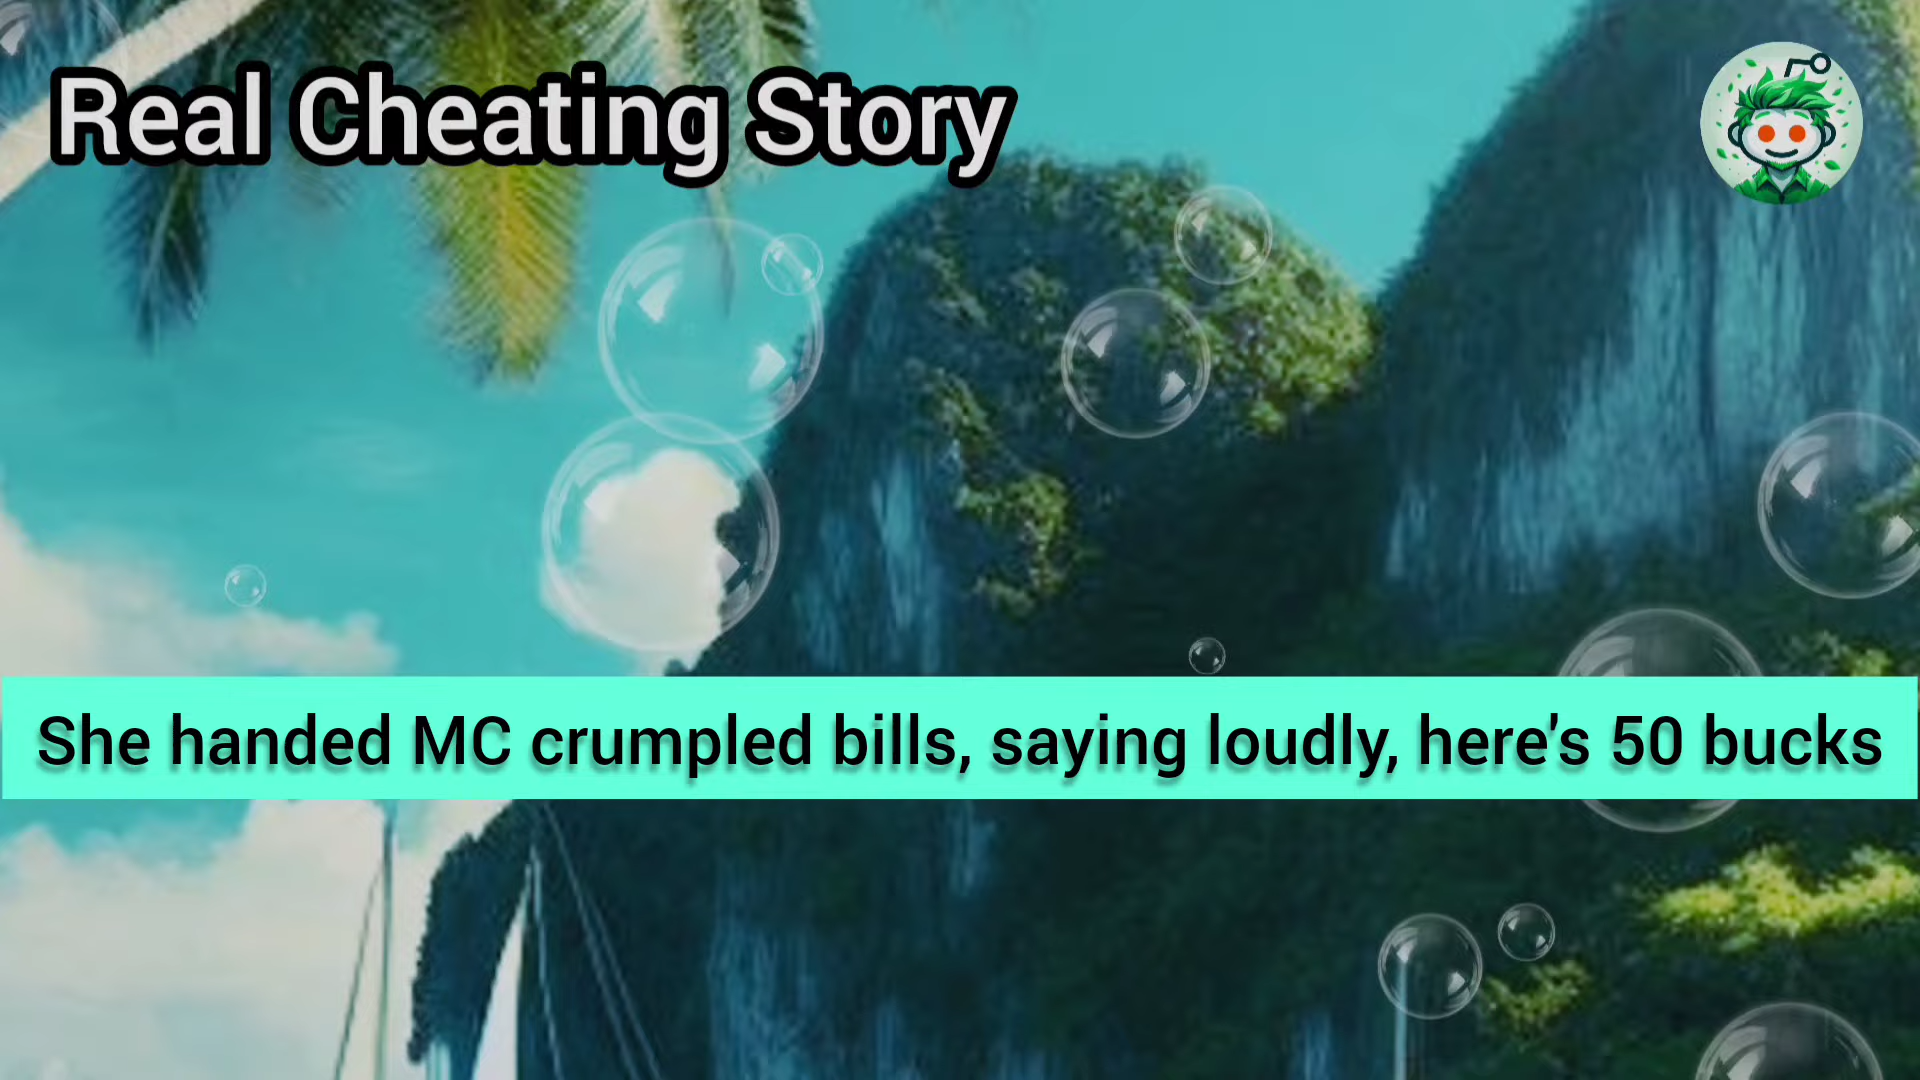 Real Cheating Story
She handed MC crumpled bills, saying loudly, here's 50 bucks